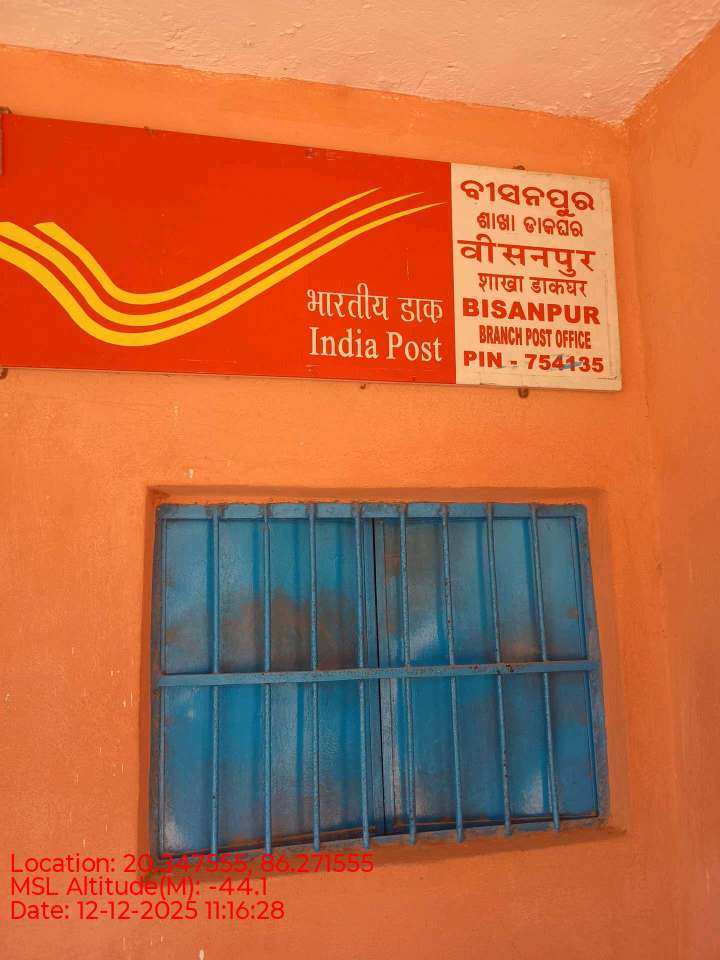 भारतीय डाक
India Post
ବୀସନପୁର
ଶାଖା ଡାକଘର
वीसनपुर
शाखा डाकघर
BISANPUR
BRANCH POST OFFICE
PIN - 754135
Location: 20.347555, 86.271555
MSL Altitude(M): -44.1
Date: 12-12-2025 11:16:28